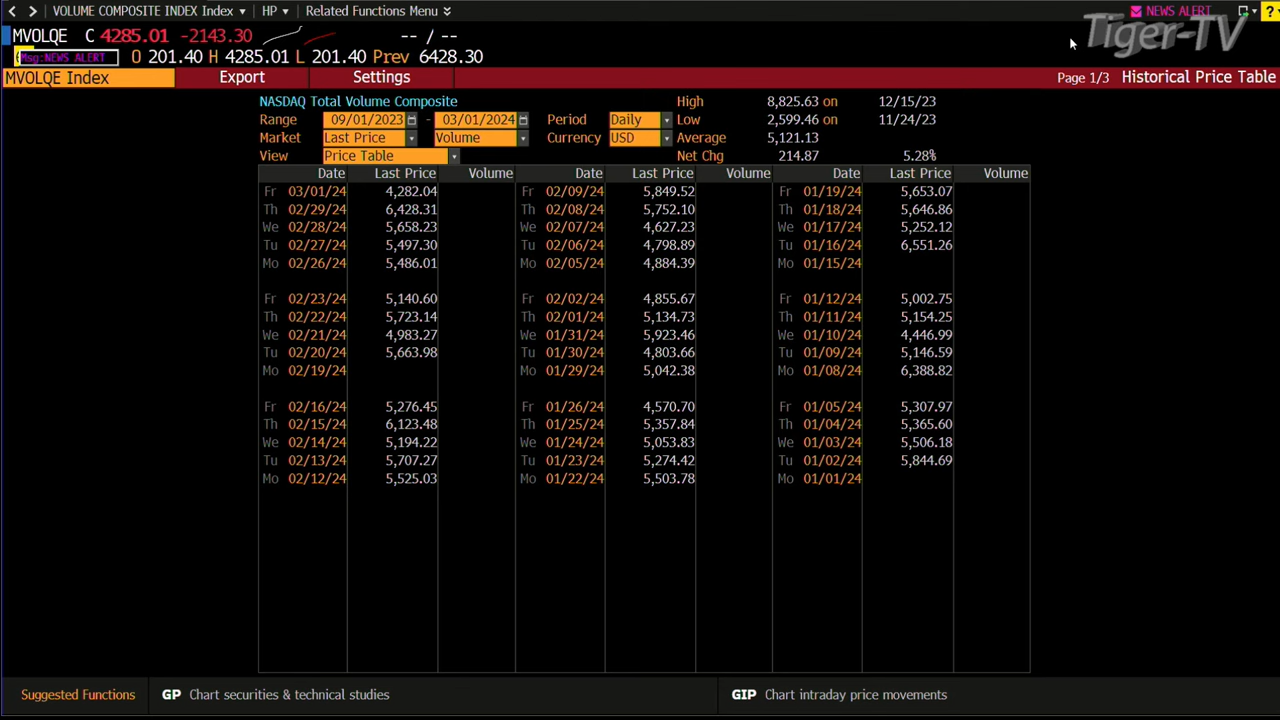 VOLUME COMPOSITE INDEX Index HP Related Functions Menu NEWS ALERT ?
Tiger-TV
MVOLQE C 4285.01 -2143.30 -- / --
Msg:NEWS ALERT O 201.40 H 4285.01 L 201.40 Prev 6428.30
MVOLQE Index Export Settings Page 1/3 Historical Price Table
NASDAQ Total Volume Composite High 8,825.63 on 12/15/23
Range 09/01/2023 - 03/01/2024 Period Daily Low 2,599.46 on 11/24/23
Market Last Price Volume Currency USD Average 5,121.13
View Price Table Net Chg 214.87 5.28%
Date Last Price Volume Date Last Price Volume Date Last Price Volume
Fr 03/01/24 4,282.04 Fr 02/09/24 5,849.52 Fr 01/19/24 5,653.07
Th 02/29/24 6,428.31 Th 02/08/24 5,752.10 Th 01/18/24 5,646.86
We 02/28/24 5,658.23 We 02/07/24 4,627.23 We 01/17/24 5,252.12
Tu 02/27/24 5,497.30 Tu 02/06/24 4,798.89 Tu 01/16/24 6,551.26
Mo 02/26/24 5,486.01 Mo 02/05/24 4,884.39 Mo 01/15/24
Fr 02/23/24 5,140.60 Fr 02/02/24 4,855.67 Fr 01/12/24 5,002.75
Th 02/22/24 5,723.14 Th 02/01/24 5,134.73 Th 01/11/24 5,154.25
We 02/21/24 4,983.27 We 01/31/24 5,923.46 We 01/10/24 4,446.99
Tu 02/20/24 5,663.98 Tu 01/30/24 4,803.66 Tu 01/09/24 5,146.59
Mo 02/19/24 Mo 01/29/24 5,042.38 Mo 01/08/24 6,388.82
Fr 02/16/24 5,276.45 Fr 01/26/24 4,570.70 Fr 01/05/24 5,307.97
Th 02/15/24 6,123.48 Th 01/25/24 5,357.84 Th 01/04/24 5,365.60
We 02/14/24 5,194.22 We 01/24/24 5,053.83 We 01/03/24 5,506.18
Tu 02/13/24 5,707.27 Tu 01/23/24 5,274.42 Tu 01/02/24 5,844.69
Mo 02/12/24 5,525.03 Mo 01/22/24 5,503.78 Mo 01/01/24
Suggested Functions GP Chart securities & technical studies GIP Chart intraday price movements